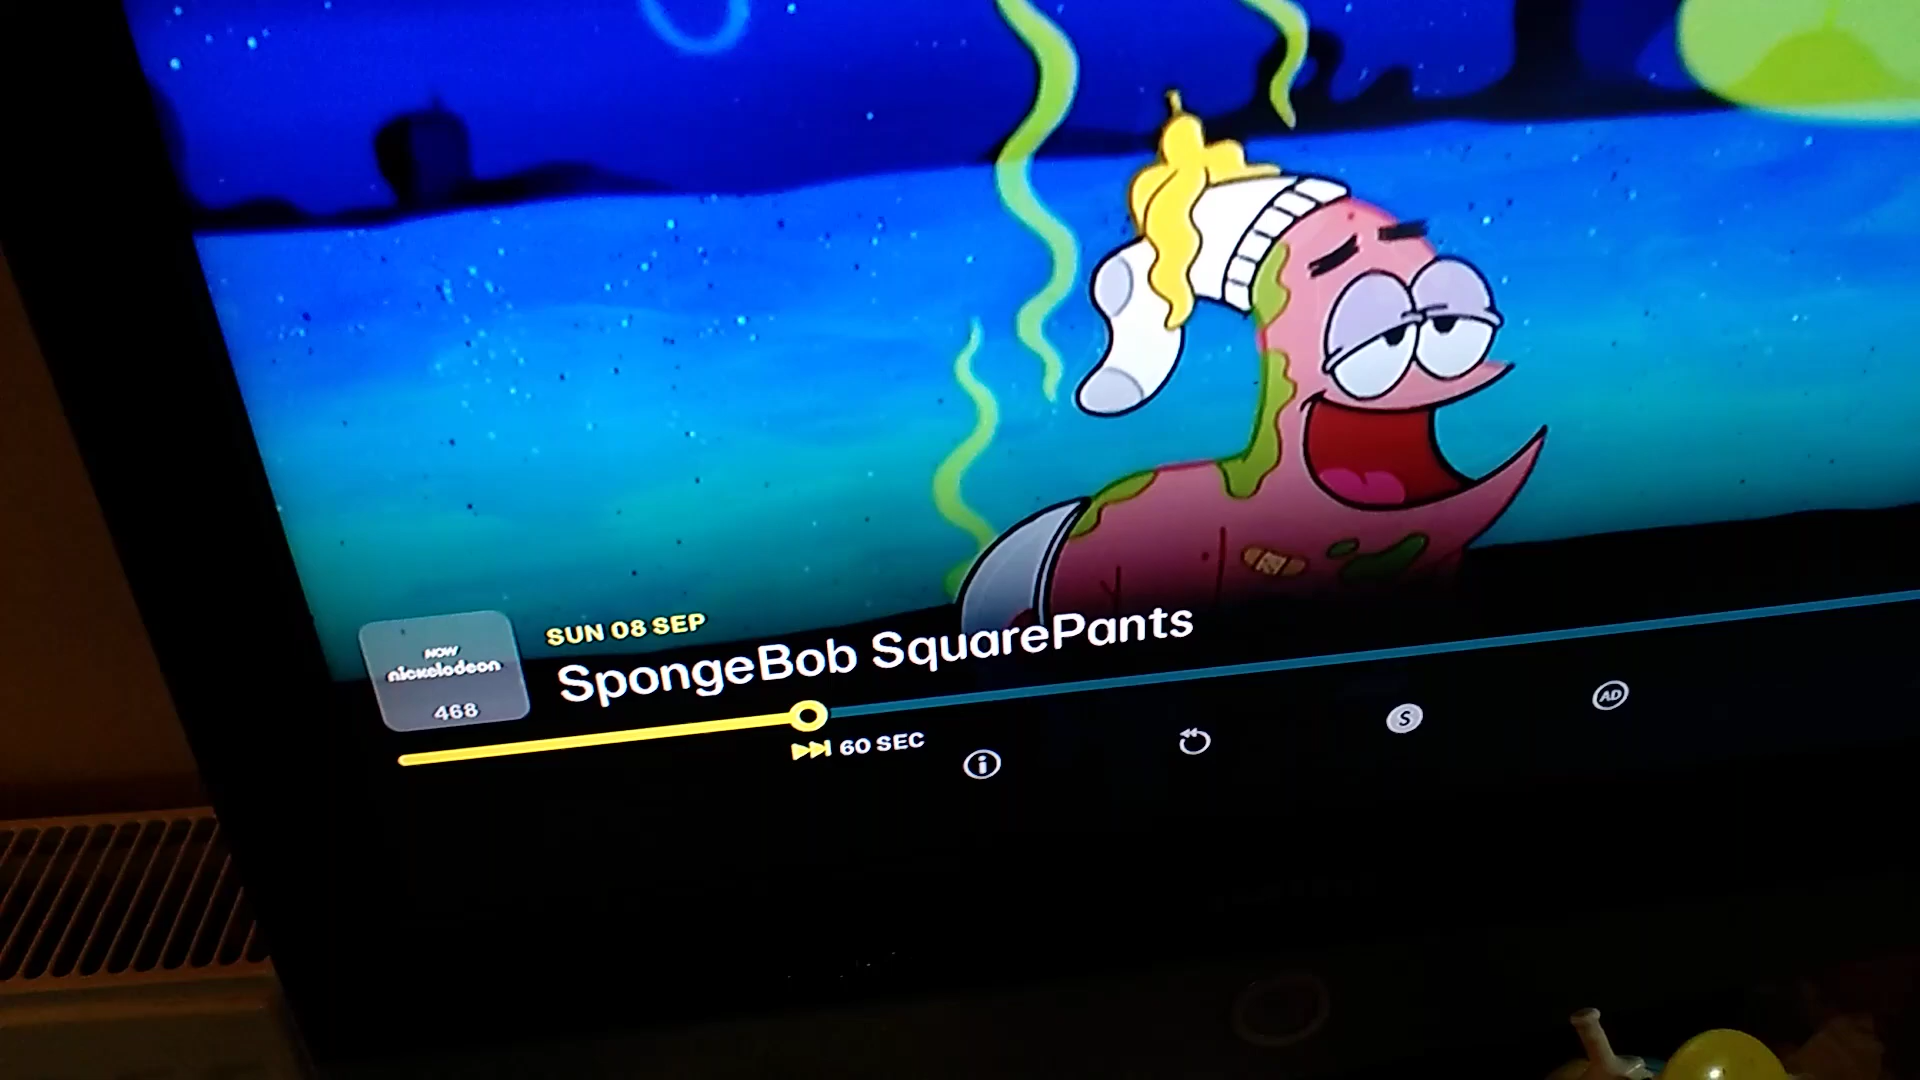 SUN 08 SEP
SpongeBob SquarePants
NOW
nickelodeon
468
60 SEC
i
S
AD